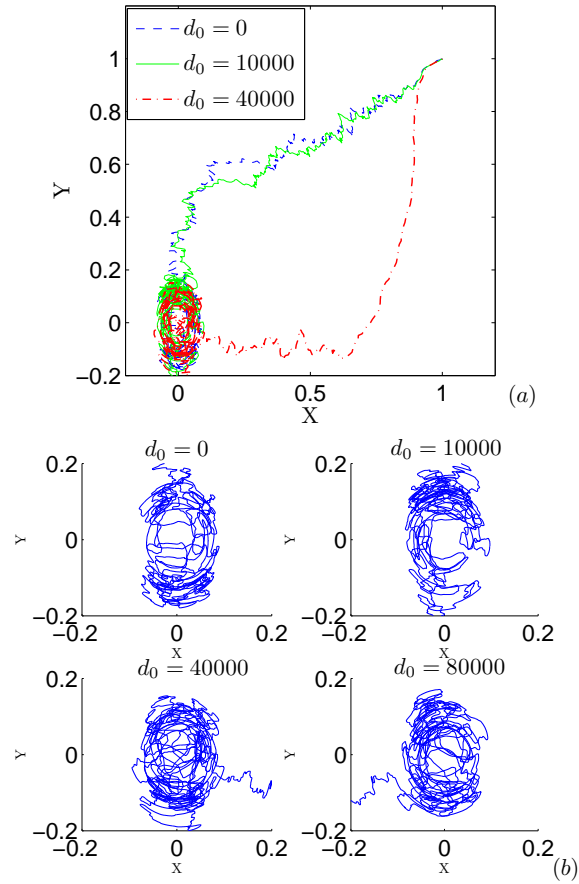 d₀ = 0
d₀ = 10000
d₀ = 40000
1
0.8
0.6
0.4
0.2
0
−0.2
Y
0 0.5 1
X
(a)
d₀ = 0 d₀ = 10000
0.2 0.2
Y 0 Y 0
−0.2 −0.2
−0.2 0 0.2 −0.2 0 0.2
X X
d₀ = 40000 d₀ = 80000
0.2 0.2
Y 0 Y 0
−0.2 −0.2
−0.2 0 0.2 −0.2 0 0.2
X X
(b)